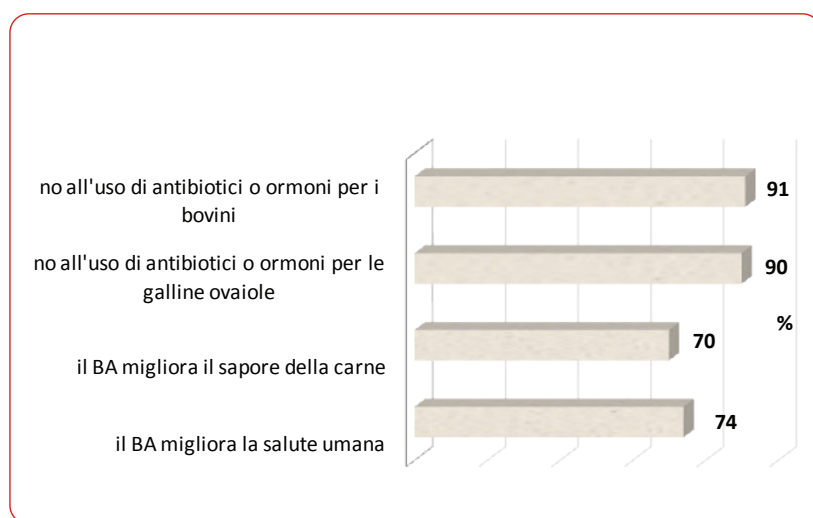 no all'uso di antibiotici o ormoni per i
bovini
91
no all'uso di antibiotici o ormoni per le
galline ovaiole
90
%
il BA migliora il sapore della carne
70
il BA migliora la salute umana
74